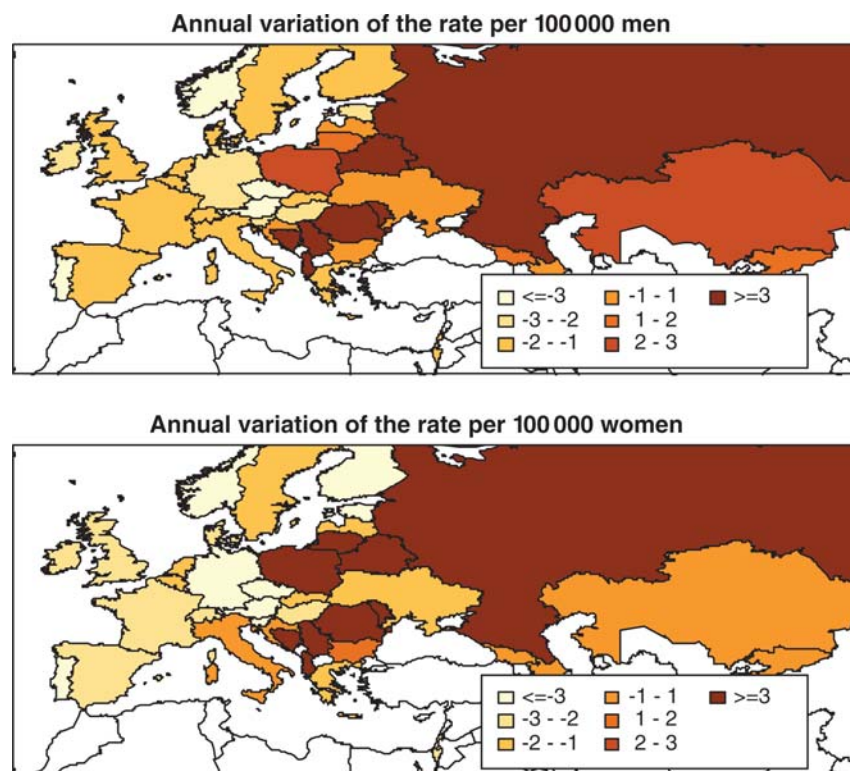 Annual variation of the rate per 100 000 men
<=-3 -1 - 1 >=3
-3 - -2 1 - 2
-2 - -1 2 - 3
Annual variation of the rate per 100 000 women
<=-3 -1 - 1 >=3
-3 - -2 1 - 2
-2 - -1 2 - 3